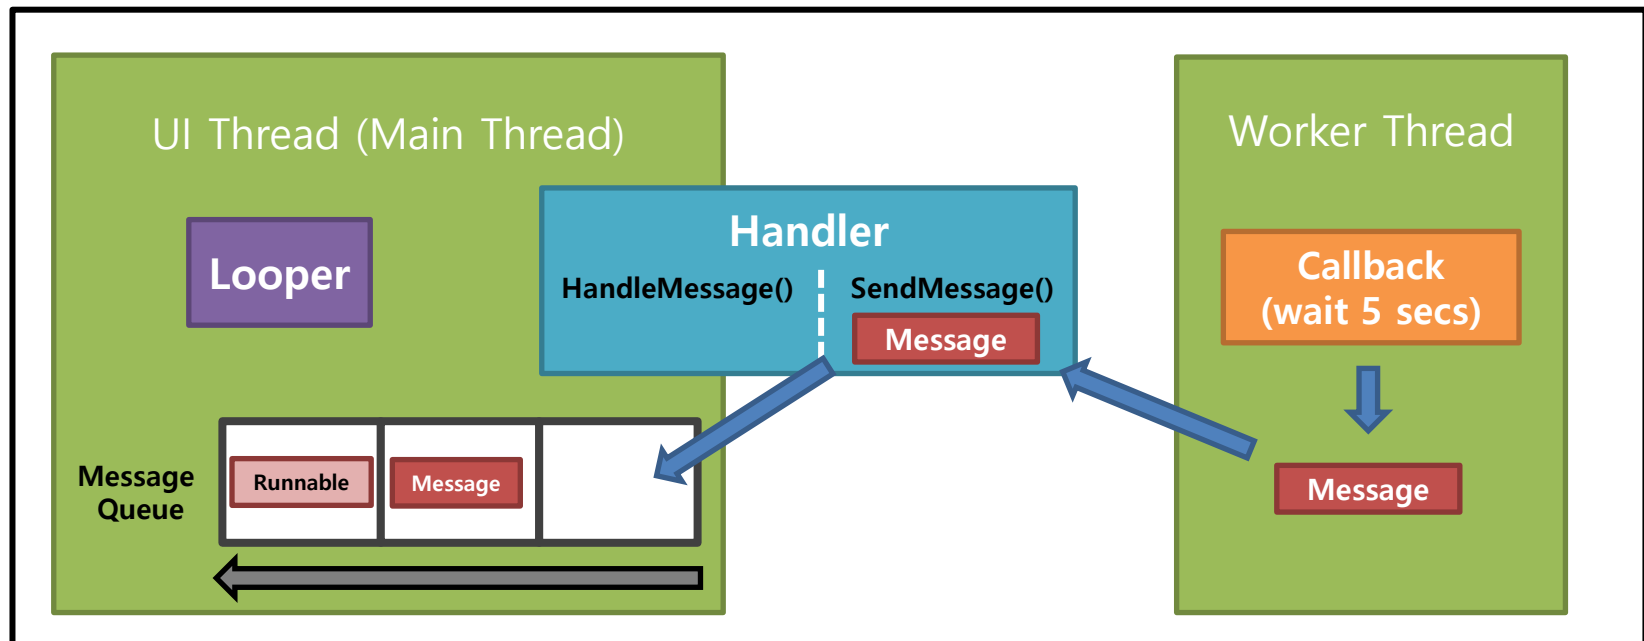 UI Thread (Main Thread)
Looper
Handler
HandleMessage()
SendMessage()
Message
Message
Queue
Runnable
Message
Worker Thread
Callback
(wait 5 secs)
Message